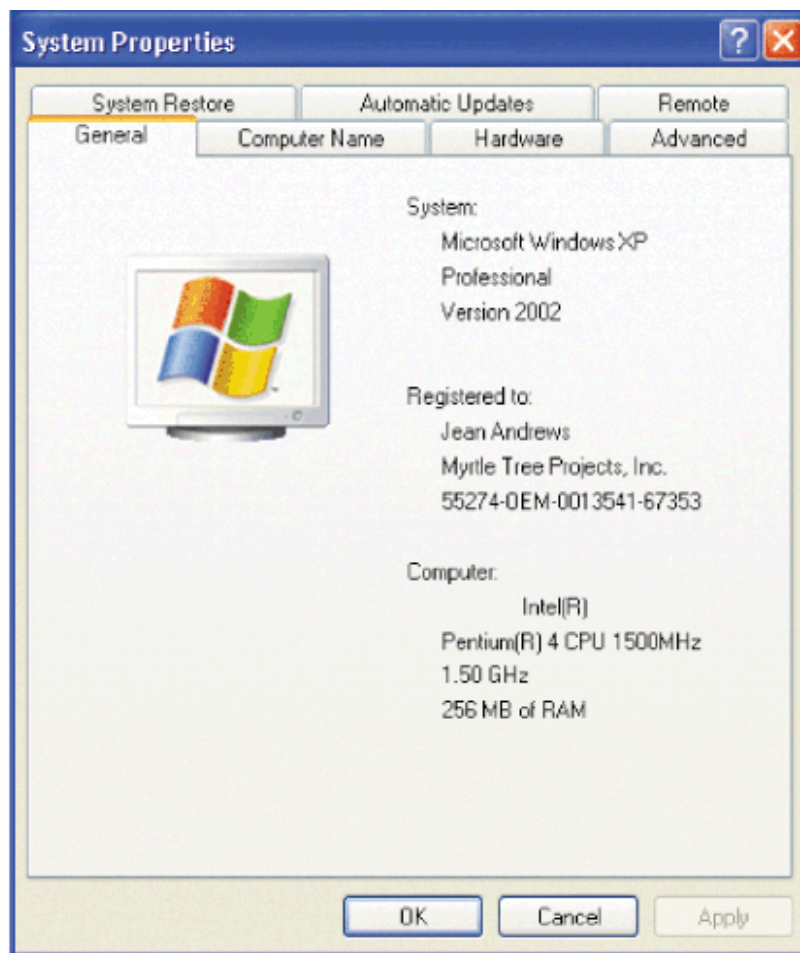 System Properties
?
X
System Restore
Automatic Updates
Remote
General
Computer Name
Hardware
Advanced
System:
Microsoft Windows XP
Professional
Version 2002
Registered to:
Jean Andrews
Myrtle Tree Projects, Inc.
55274-OEM-0013541-67353
Computer:
Intel(R)
Pentium(R) 4 CPU 1500MHz
1.50 GHz
256 MB of RAM
OK
Cancel
Apply